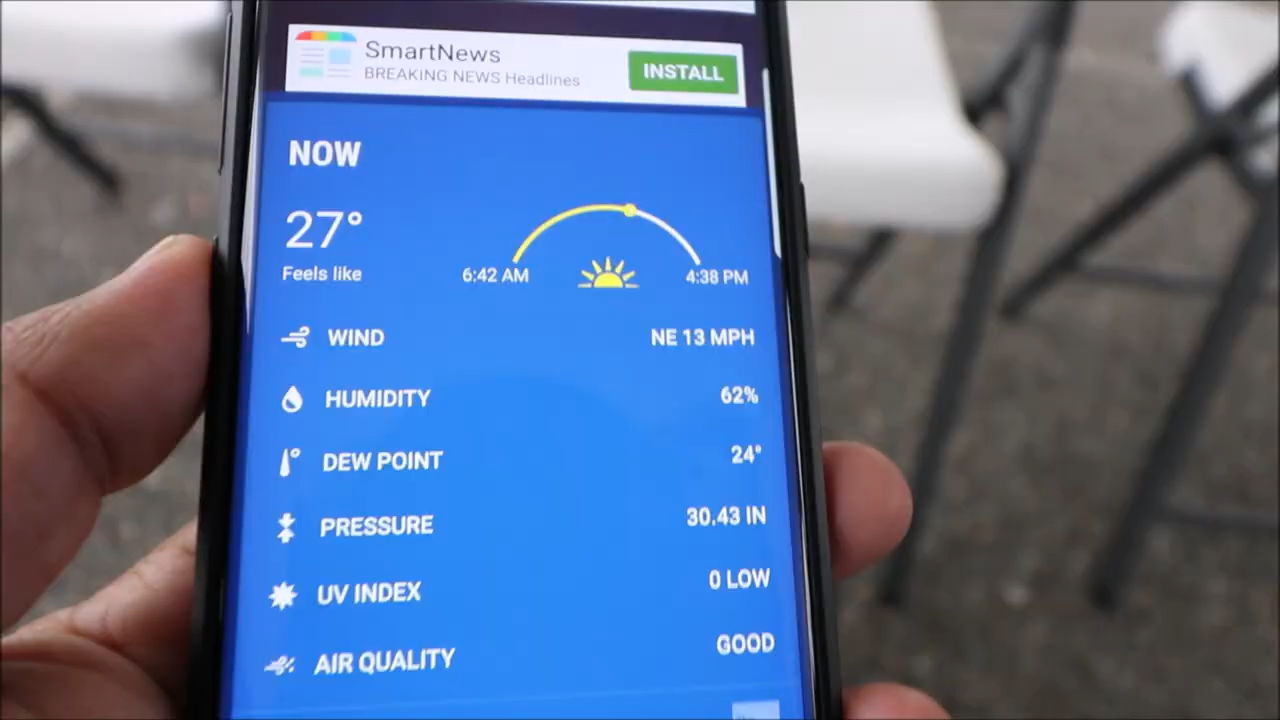 SmartNews
BREAKING NEWS Headlines
INSTALL
NOW
27°
Feels like
6:42 AM
4:38 PM
WIND NE 13 MPH
HUMIDITY 62%
DEW POINT 24°
PRESSURE 30.43 IN
UV INDEX 0 LOW
AIR QUALITY GOOD